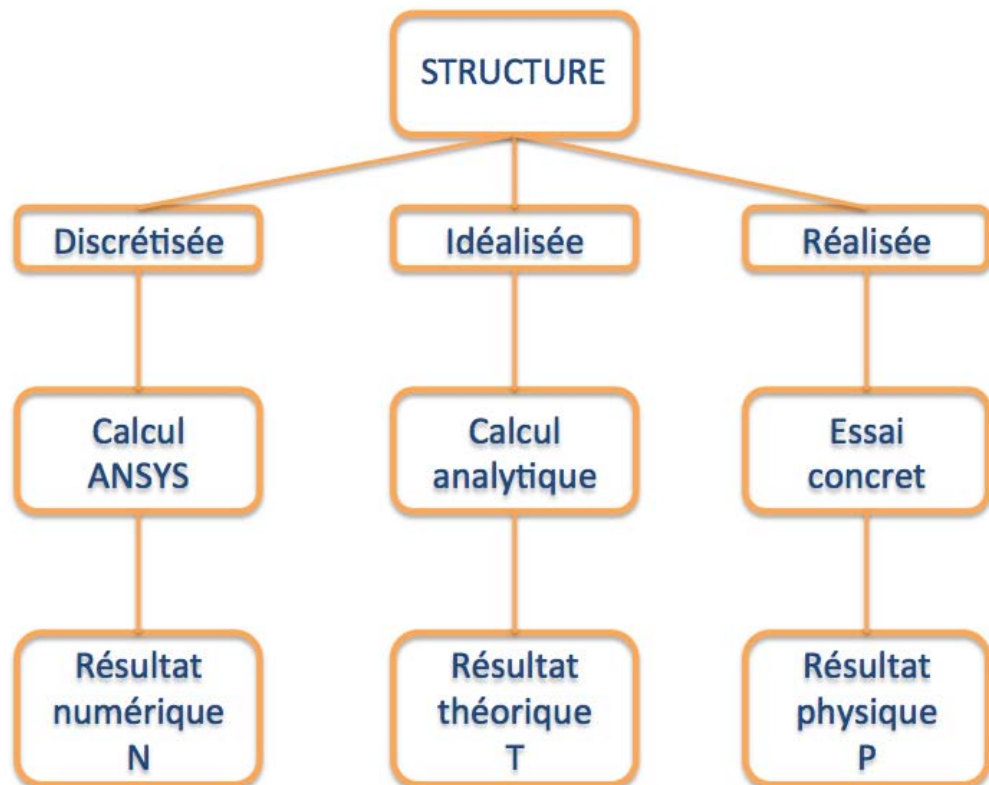 STRUCTURE
Discrétisée
Idéalisée
Réalisée
Calcul
ANSYS
Calcul
analytique
Essai
concret
Résultat
numérique
N
Résultat
théorique
T
Résultat
physique
P